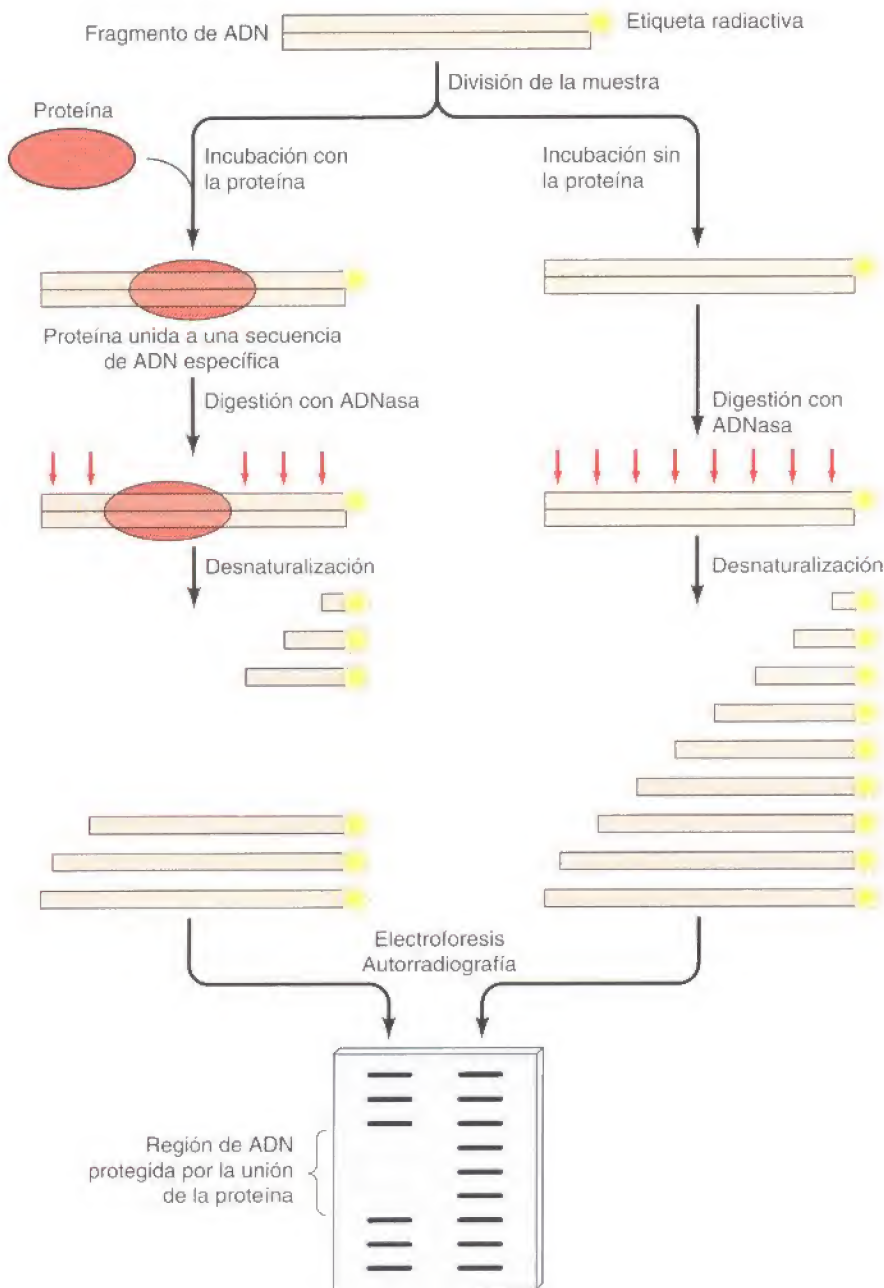 Fragmento de ADN
Etiqueta radiactiva
División de la muestra
Proteína
Incubación con
la proteína
Incubación sin
la proteína
Proteína unida a una secuencia
de ADN específica
Digestión con ADNasa
Digestión con
ADNasa
Desnaturalización
Desnaturalización
Electroforesis
Autorradiografía
Región de ADN
protegida por la unión
de la proteína